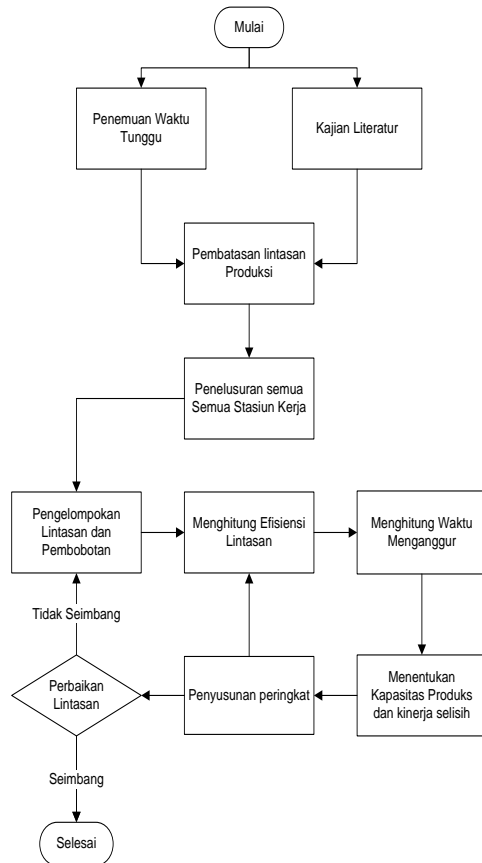 Mulai
Penemuan Waktu
Tunggu
Kajian Literatur
Pembatasan lintasan
Produksi
Penelusuran semua
Semua Stasiun Kerja
Pengelompokan
Lintasan dan
Pembobotan
Menghitung Efisiensi
Lintasan
Menghitung Waktu
Menganggur
Tidak Seimbang
Perbaikan
Lintasan
Penyusunan peringkat
Menentukan
Kapasitas Produks
dan kinerja selisih
Seimbang
Selesai